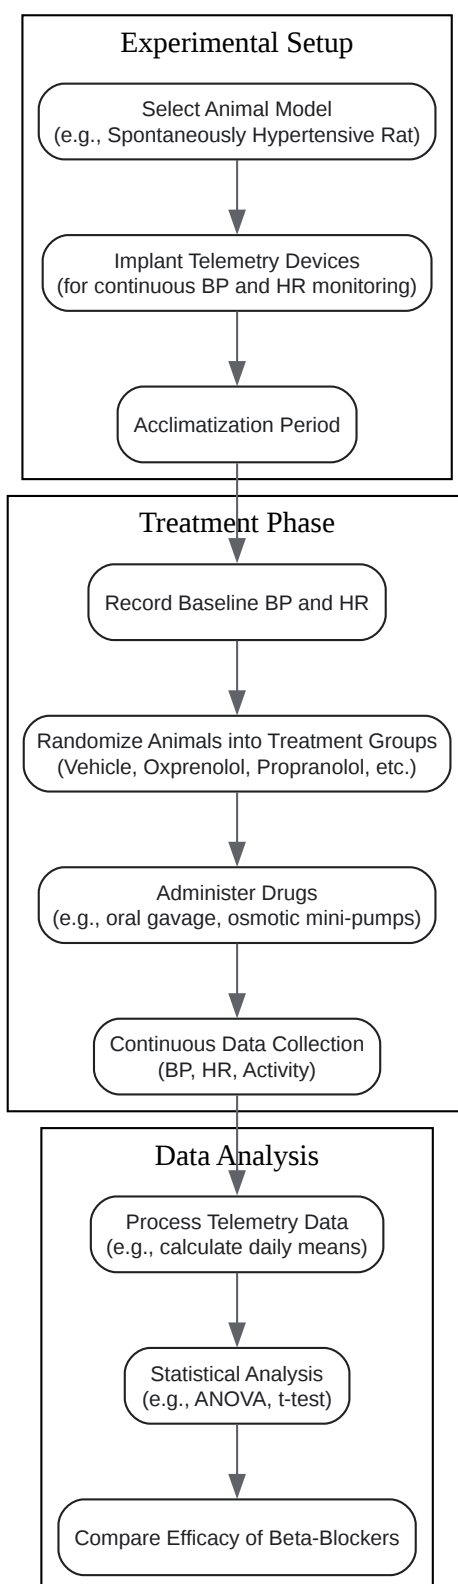 Experimental Setup
Select Animal Model
(e.g., Spontaneously Hypertensive Rat)
Implant Telemetry Devices
(for continuous BP and HR monitoring)
Acclimatization Period
Treatment Phase
Record Baseline BP and HR
Randomize Animals into Treatment Groups
(Vehicle, Oxprenolol, Propranolol, etc.)
Administer Drugs
(e.g., oral gavage, osmotic mini-pumps)
Continuous Data Collection
(BP, HR, Activity)
Data Analysis
Process Telemetry Data
(e.g., calculate daily means)
Statistical Analysis
(e.g., ANOVA, t-test)
Compare Efficacy of Beta-Blockers